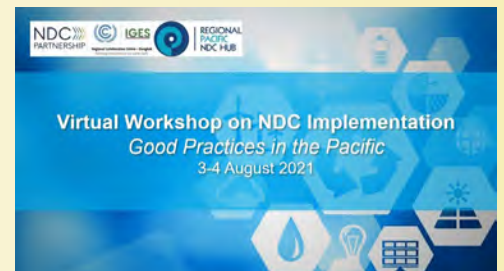 NDC
PARTNERSHIP
IGES
REGIONAL
PACIFIC
NDC HUB
Virtual Workshop on NDC Implementation
Good Practices in the Pacific
3-4 August 2021